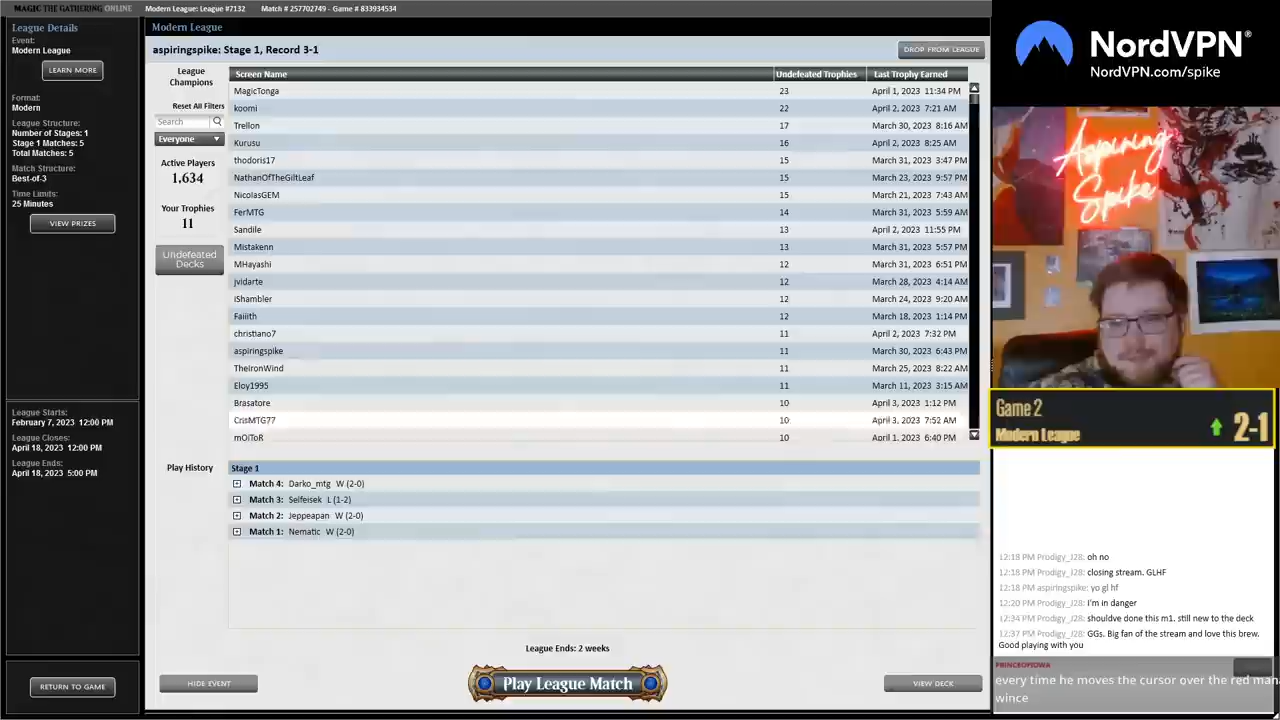 MAGIC THE GATHERING ONLINE
Modern League: League #7132
Match # 257702749 - Game # 833934534
League Details
Event:
Modern League
LEARN MORE
Format:
Modern
League Structure:
Number of Stages: 1
Stage 1 Matches: 5
Total Matches: 5
Match Structure:
Best-of-3
Time Limits:
25 Minutes
VIEW PRIZES
League Starts:
February 7, 2023 12:00 PM
League Closes:
April 18, 2023 12:00 PM
League Ends:
April 18, 2023 5:00 PM
RETURN TO GAME
Modern League
aspiringspike: Stage 1, Record 3-1
DROP FROM LEAGUE
League
Champions
Reset All Filters
Search
Everyone
Active Players
1,634
Your Trophies
11
Undefeated
Decks
Screen Name Undefeated Trophies Last Trophy Earned
MagicTonga 23 April 1, 2023 11:34 PM
koomi 22 April 2, 2023 7:21 AM
Trellon 17 March 30, 2023 8:16 AM
Kurusu 16 April 2, 2023 8:25 AM
thodoris17 15 March 31, 2023 3:47 PM
NathanOfTheGiltLeaf 15 March 23, 2023 9:57 PM
NicolasGEM 15 March 21, 2023 7:43 AM
FerMTG 14 March 31, 2023 5:59 AM
Sandile 13 April 2, 2023 11:55 PM
Mistakenn 13 March 31, 2023 5:57 PM
MHayashi 12 March 31, 2023 6:51 PM
jvidarte 12 March 28, 2023 4:14 AM
iShambler 12 March 24, 2023 9:20 AM
Faiiith 12 March 18, 2023 1:14 PM
christiano7 11 April 2, 2023 7:32 PM
aspiringspike 11 March 30, 2023 6:43 PM
TheIronWind 11 March 25, 2023 8:22 AM
Eloy1995 11 March 11, 2023 3:15 AM
Brasatore 10 April 3, 2023 1:12 PM
CrisMTG77 10 April 3, 2023 7:52 AM
mOiToR 10 April 1, 2023 6:40 PM
Play History
Stage 1
Match 4: Darko_mtg W (2-0)
Match 3: Selfeisek L (1-2)
Match 2: Jeppeapan W (2-0)
Match 1: Nematic W (2-0)
League Ends: 2 weeks
HIDE EVENT
Play League Match
VIEW DECK
NordVPN®
NordVPN.com/spike
Aspiring
Spike
Game 2
Modern League
2-1
12:18 PM Prodigy_J28: oh no
12:18 PM Prodigy_J28: closing stream. GLHF
12:18 PM aspiringspike: yo gl hf
12:20 PM Prodigy_J28: I'm in danger
12:34 PM Prodigy_J28: shouldve done this m1. still new to the deck
12:37 PM Prodigy_J28: GGs. Big fan of the stream and love this brew.
Good playing with you
PRINCEOFIOWA
every time he moves the cursor over the red mana
wince